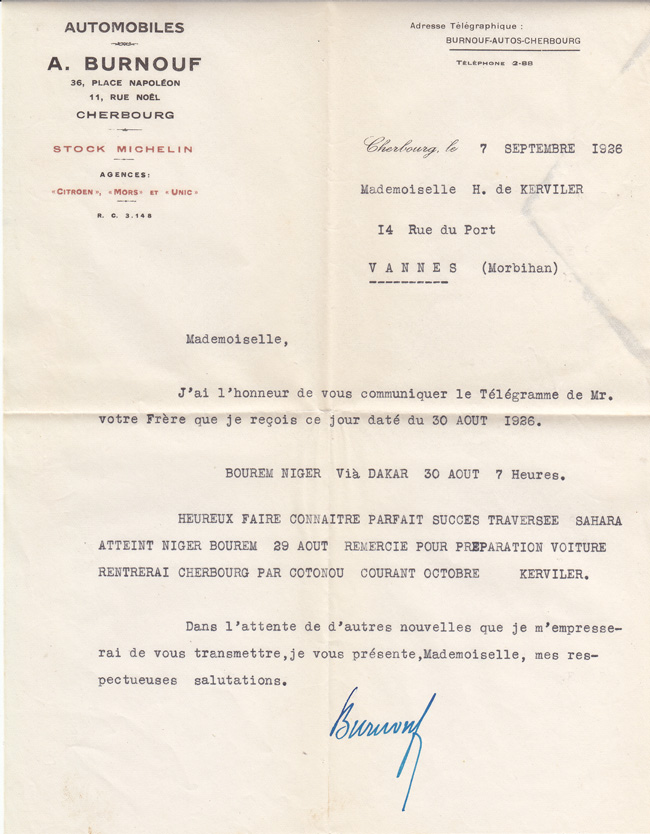 AUTOMOBILES
A. BURNOUF
36, PLACE NAPOLÉON
11, RUE NOËL
CHERBOURG
STOCK MICHELIN
AGENCES:
"CITROËN", "MORS" ET "UNIC"
R. C. 3.148
Adresse Télégraphique :
BURNOUF-AUTOS-CHERBOURG
TÉLÉPHONE 2-88
Cherbourg, le 7 SEPTEMBRE I926
Mademoiselle H. de KERVILER
I4 Rue du Port
V A N N E S (Morbihan)
Mademoiselle,
J'ai l'honneur de vous communiquer le Télégramme de Mr.
votre Frère que je reçois ce jour daté du 30 AOUT I926.
BOUREM NIGER Vià DAKAR 30 AOUT 7 Heures.
HEUREUX FAIRE CONNAITRE PARFAIT SUCCES TRAVERSEE SAHARA
ATTEINT NIGER BOUREM 29 AOUT REMERCIE POUR PREPARATION VOITURE
RENTRERAI CHERBOURG PAR COTONOU COURANT OCTOBRE KERVILER.
Dans l'attente de d'autres nouvelles que je m'empresse-
rai de vous transmettre,je vous présente,Mademoiselle, mes res-
pectueuses salutations.
Burnouf